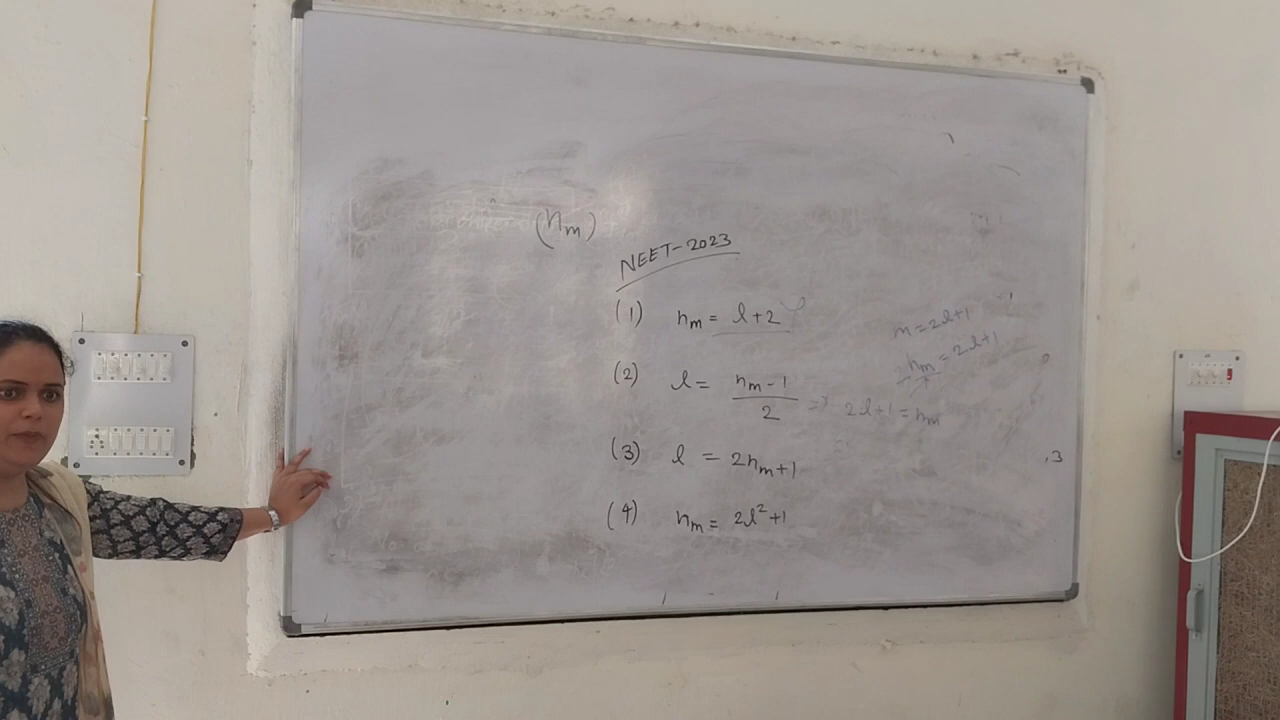 (nm)
NEET-2023
(1) nm = l+2
m = 2l+1
nm = 2l+1
(2) l = nm-1 / 2 => 2l+1 = nm
(3) l = 2nm+1
,3
(4) nm = 2l²+1